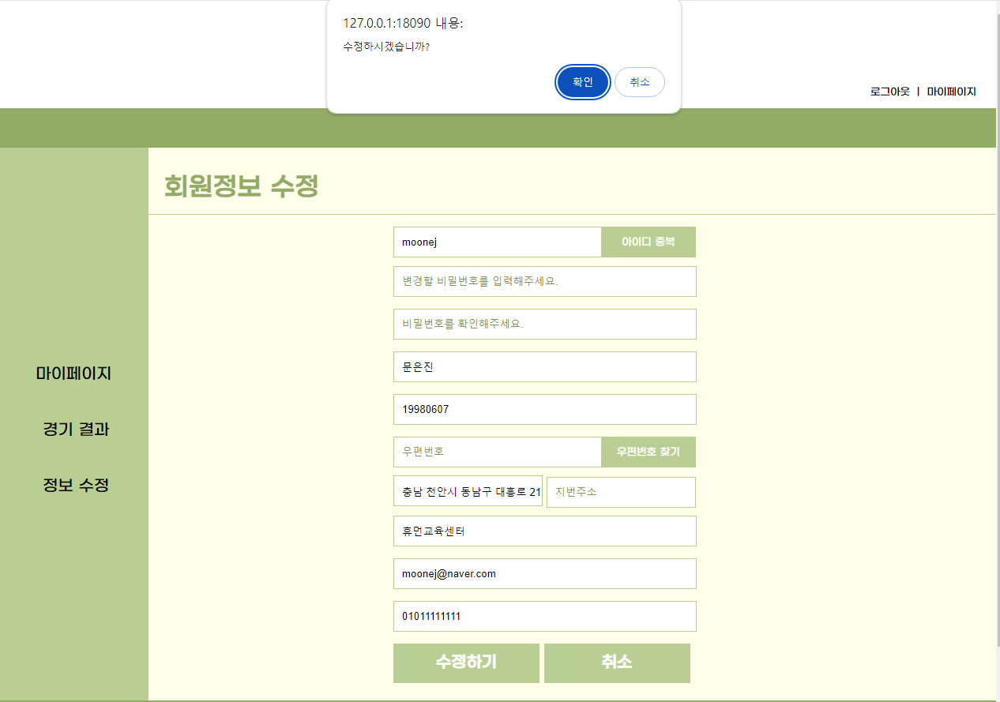 127.0.0.1:18090 내용:
수정하시겠습니까?
확인 취소
로그아웃 | 마이페이지
회원정보 수정
moonej 아이디 중복
변경할 비밀번호를 입력해주세요.
비밀번호를 확인해주세요.
마이페이지
경기 결과
정보 수정
문은진
19980607
우편번호 우편번호 찾기
충남 천안시 동남구 대흥로 21 지번주소
휴먼교육센터
moonej@naver.com
01011111111
수정하기 취소